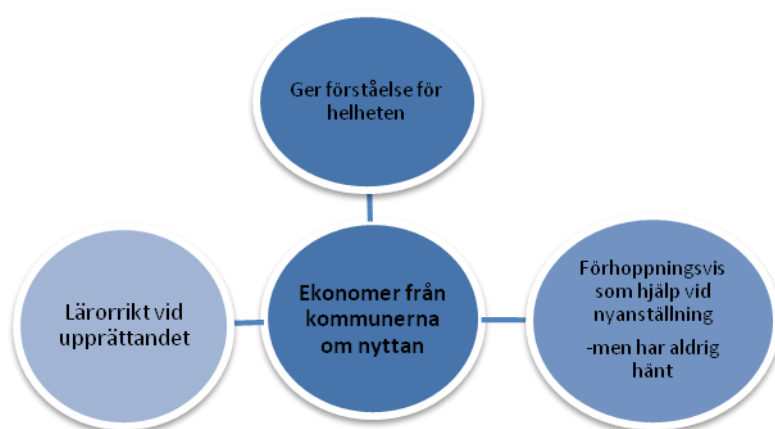 Ger förståelse för
helheten
Lärorrikt vid
upprättandet
Ekonomer från
kommunerna
om nyttan
Förhoppningsvis
som hjälp vid
nyanställning
-men har aldrig
hänt